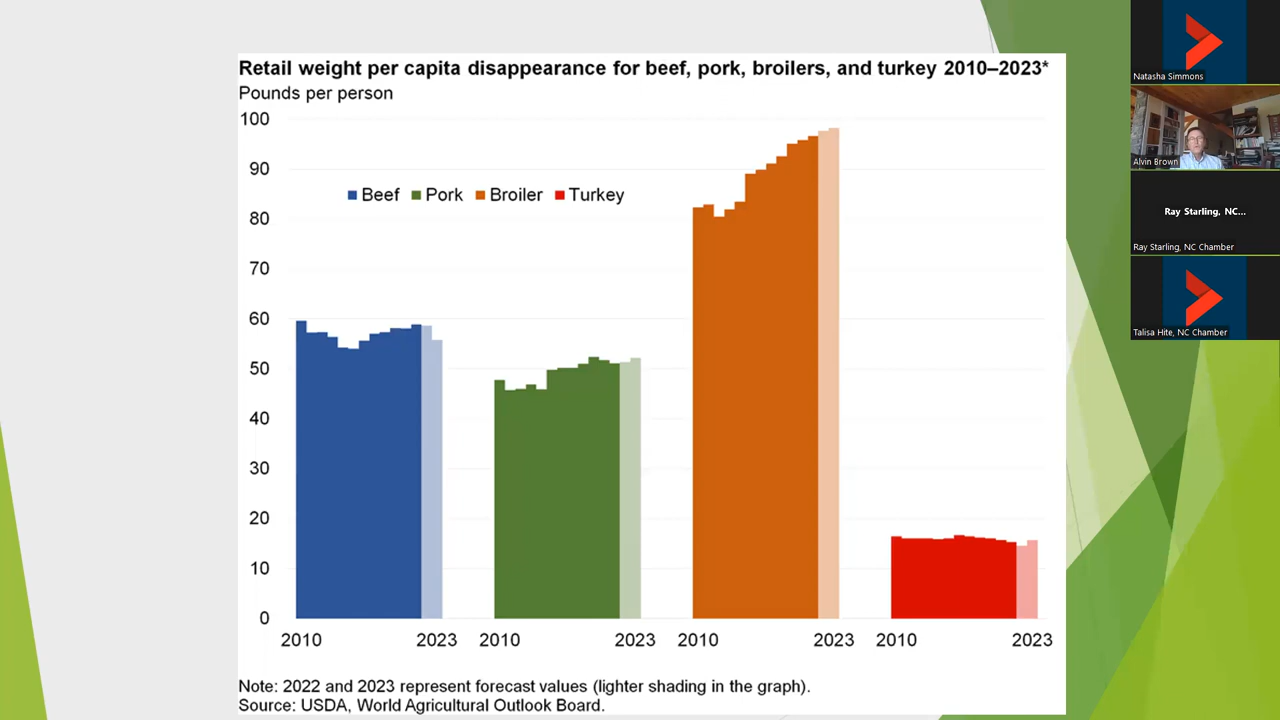 Retail weight per capita disappearance for beef, pork, broilers, and turkey 2010–2023*
Pounds per person
100
90
80
70
60
50
40
30
20
10
0
Beef Pork Broiler Turkey
2010 2023 2010 2023 2010 2023 2010 2023
Note: 2022 and 2023 represent forecast values (lighter shading in the graph).
Source: USDA, World Agricultural Outlook Board.
Natasha Simmons
Alvin Brown
Ray Starling, NC...
Ray Starling, NC Chamber
Talisa Hite, NC Chamber